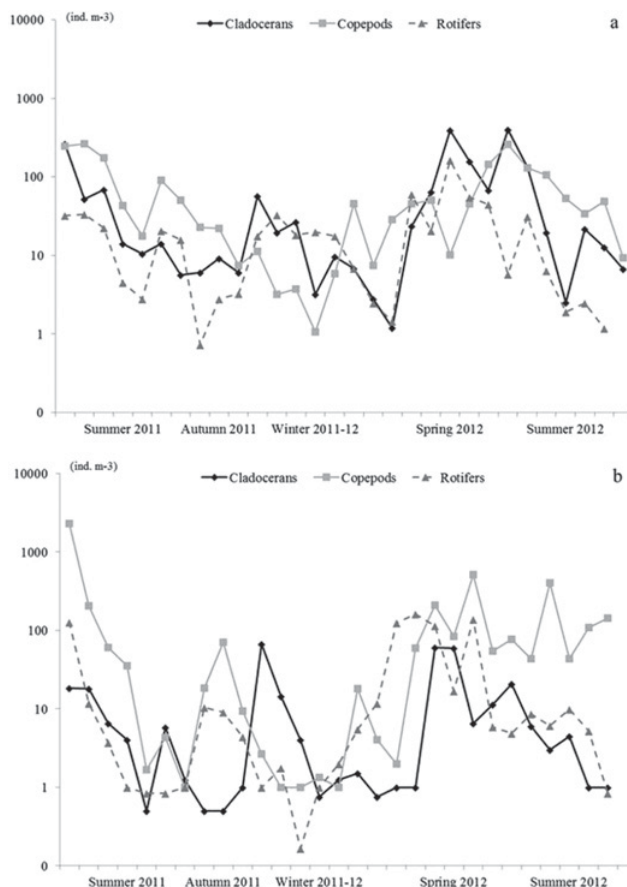 (ind. m-3)
Cladocerans Copepods Rotifers a
10000
1000
100
10
1
0
Summer 2011 Autumn 2011 Winter 2011-12 Spring 2012 Summer 2012
(ind. m-3)
Cladocerans Copepods Rotifers b
10000
1000
100
10
1
0
Summer 2011 Autumn 2011 Winter 2011-12 Spring 2012 Summer 2012